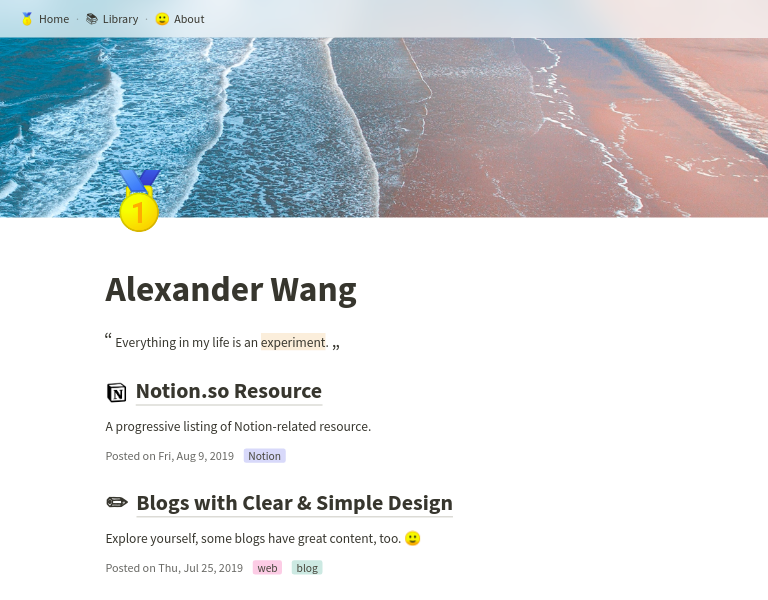 🥇 Home · 📚 Library · 🙂 About
1
Alexander Wang
“ Everything in my life is an experiment. „
Notion.so Resource
A progressive listing of Notion-related resource.
Posted on Fri, Aug 9, 2019 Notion
✏ Blogs with Clear & Simple Design
Explore yourself, some blogs have great content, too. 🙂
Posted on Thu, Jul 25, 2019 web blog